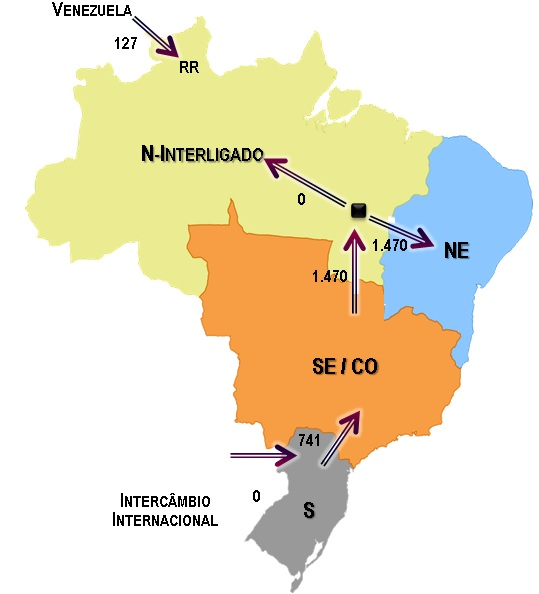 VENEZUELA
127
RR
N-INTERLIGADO
0
1.470
NE
1.470
SE / CO
741
0
INTERCÂMBIO
INTERNACIONAL
S